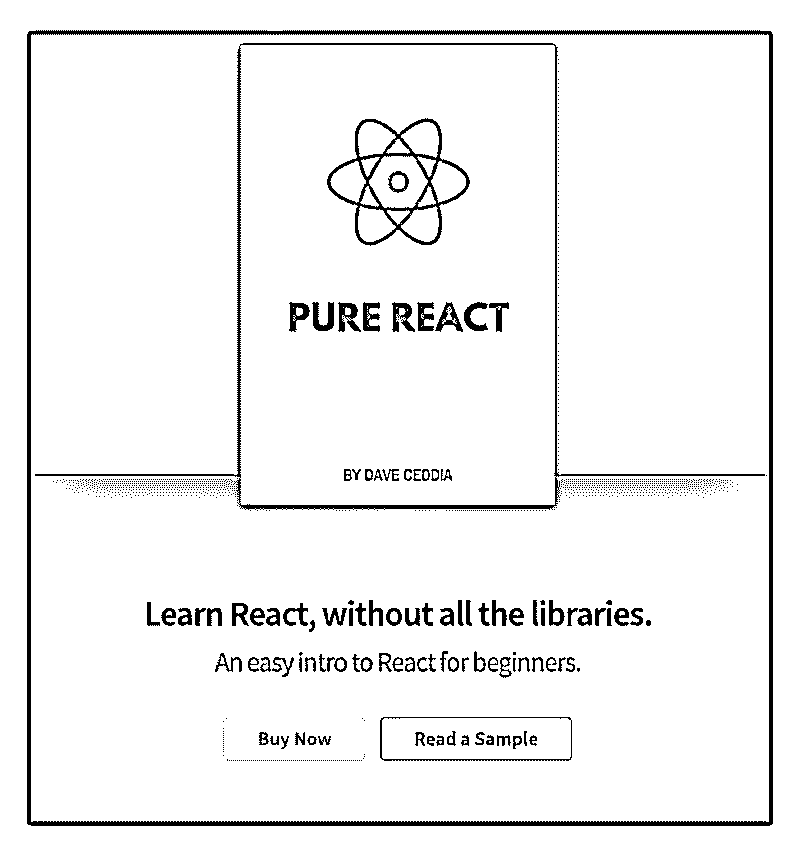 PURE REACT
BY DAVE CEDDIA
Learn React, without all the libraries.
An easy intro to React for beginners.
Buy Now
Read a Sample